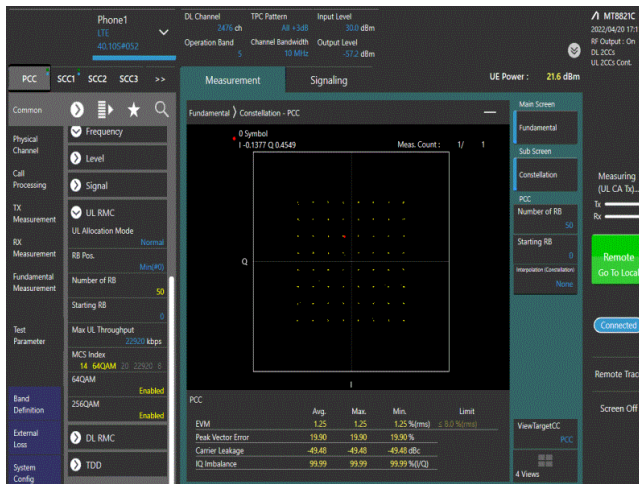 Phone1
LTE
40.105#052
DL Channel
2476 ch
TPC Pattern
All +3dB
Input Level
30.0 dBm
Operation Band
5
Channel Bandwidth
10 MHz
Output Level
-57.2 dBm
MT8821C
2022/04/20 17:1
RF Output : On
DL 2CCs
UL 2CCs Cont.
PCC SCC1 SCC2 SCC3 >>
Measurement
Signaling
UE Power : 21.6 dBm
Common
Physical
Channel
Call
Processing
TX
Measurement
RX
Measurement
Fundamental
Measurement
Test
Parameter
Band
Definition
External
Loss
System
Config
Frequency
Level
Signal
UL RMC
UL Allocation Mode
Normal
RB Pos.
Min(#0)
Number of RB
50
Starting RB
0
Max UL Throughput
22920 kbps
MCS Index
14 64QAM 20 22920 6
64QAM
Enabled
256QAM
Enabled
DL RMC
TDD
Fundamental Constellation - PCC
0 Symbol
I -0.1377 Q 0.4549
Meas. Count : 1/ 1
Q
I
PCC
Avg. Max. Min. Limit
EVM 1.25 1.25 1.25 %(rms) ≤ 8.0 %(rms)
Peak Vector Error 19.90 19.90 19.90 %
Carrier Leakage -49.48 -49.48 -49.48 dBc
IQ Imbalance 99.99 99.99 99.99 %(I/Q)
Main Screen
Fundamental
Sub Screen
Constellation
PCC
Number of RB
50
Starting RB
0
Interpolation (Constellation)
None
ViewTargetCC
PCC
4 Views
Measuring
(UL CA Tx)...
Tx
Rx
Remote
Go To Local
Connected
Remote Trac
Screen Off